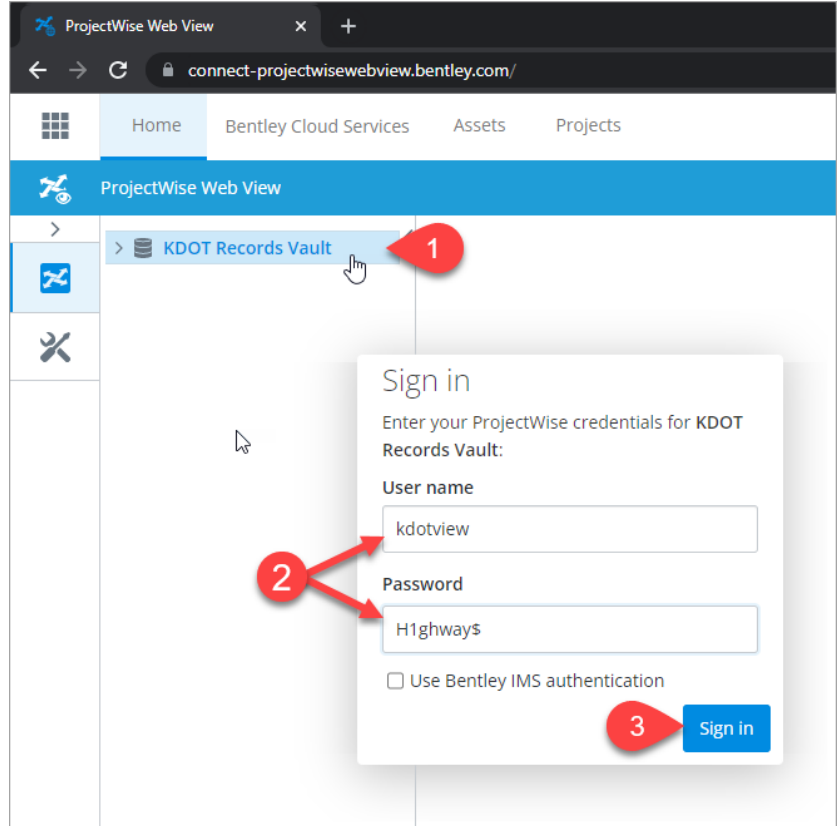 ProjectWise Web View
connect-projectwisewebview.bentley.com/
Home Bentley Cloud Services Assets Projects
ProjectWise Web View
KDOT Records Vault
1
Sign in
Enter your ProjectWise credentials for KDOT
Records Vault:
User name
kdotview
2
Password
H1ghway$
Use Bentley IMS authentication
3
Sign in